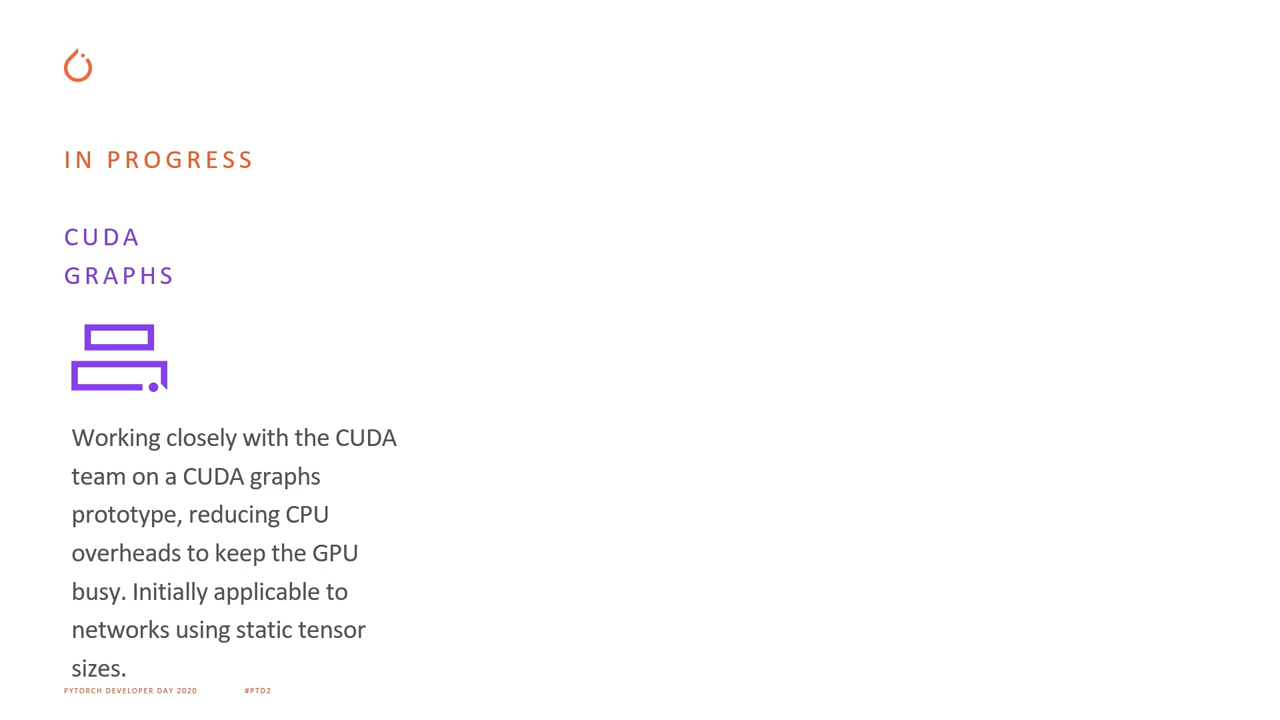 IN PROGRESS
CUDA
GRAPHS
Working closely with the CUDA
team on a CUDA graphs
prototype, reducing CPU
overheads to keep the GPU
busy. Initially applicable to
networks using static tensor
sizes.
PYTORCH DEVELOPER DAY 2020 #PTD2